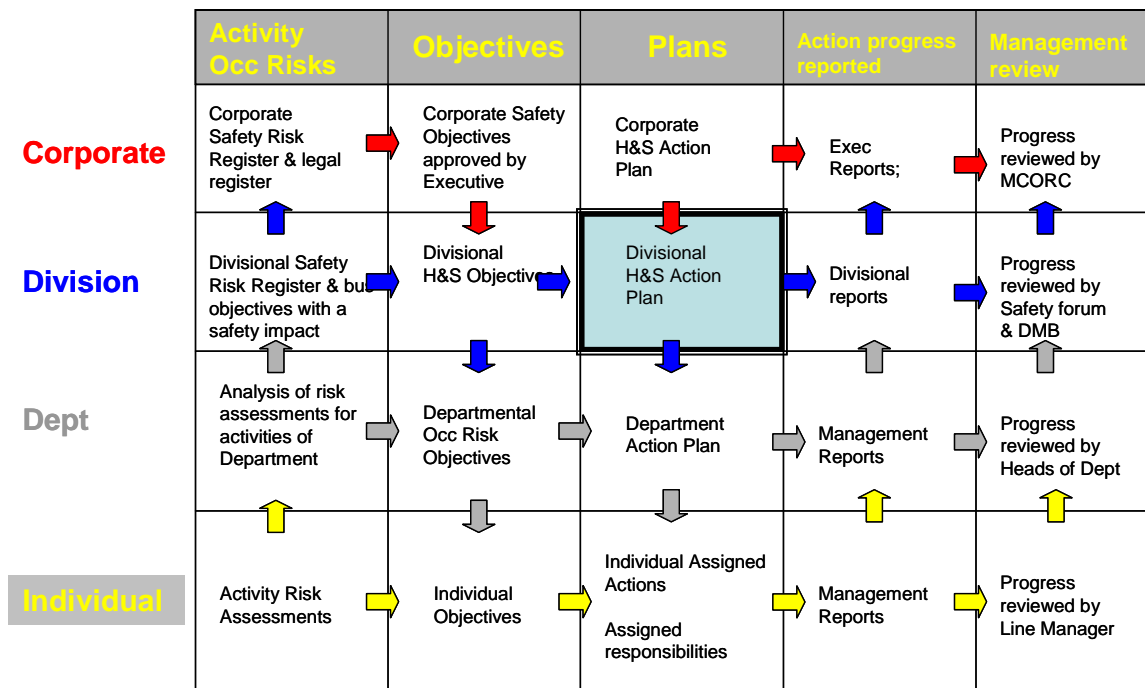 Activity
Occ Risks
Objectives
Plans
Action progress
reported
Management
review
Corporate
Corporate
Safety Risk
Register & legal
register
Corporate Safety
Objectives
approved by
Executive
Corporate
H&S Action
Plan
Exec
Reports;
Progress
reviewed by
MCORC
Division
Divisional Safety
Risk Register & bus
objectives with a
safety impact
Divisional
H&S Objectives
Divisional
H&S Action
Plan
Divisional
reports
Progress
reviewed by
Safety forum
& DMB
Dept
Analysis of risk
assessments for
activities of
Department
Departmental
Occ Risk
Objectives
Department
Action Plan
Management
Reports
Progress
reviewed by
Heads of Dept
Individual
Activity Risk
Assessments
Individual
Objectives
Individual Assigned
Actions
Assigned
responsibilities
Management
Reports
Progress
reviewed by
Line Manager